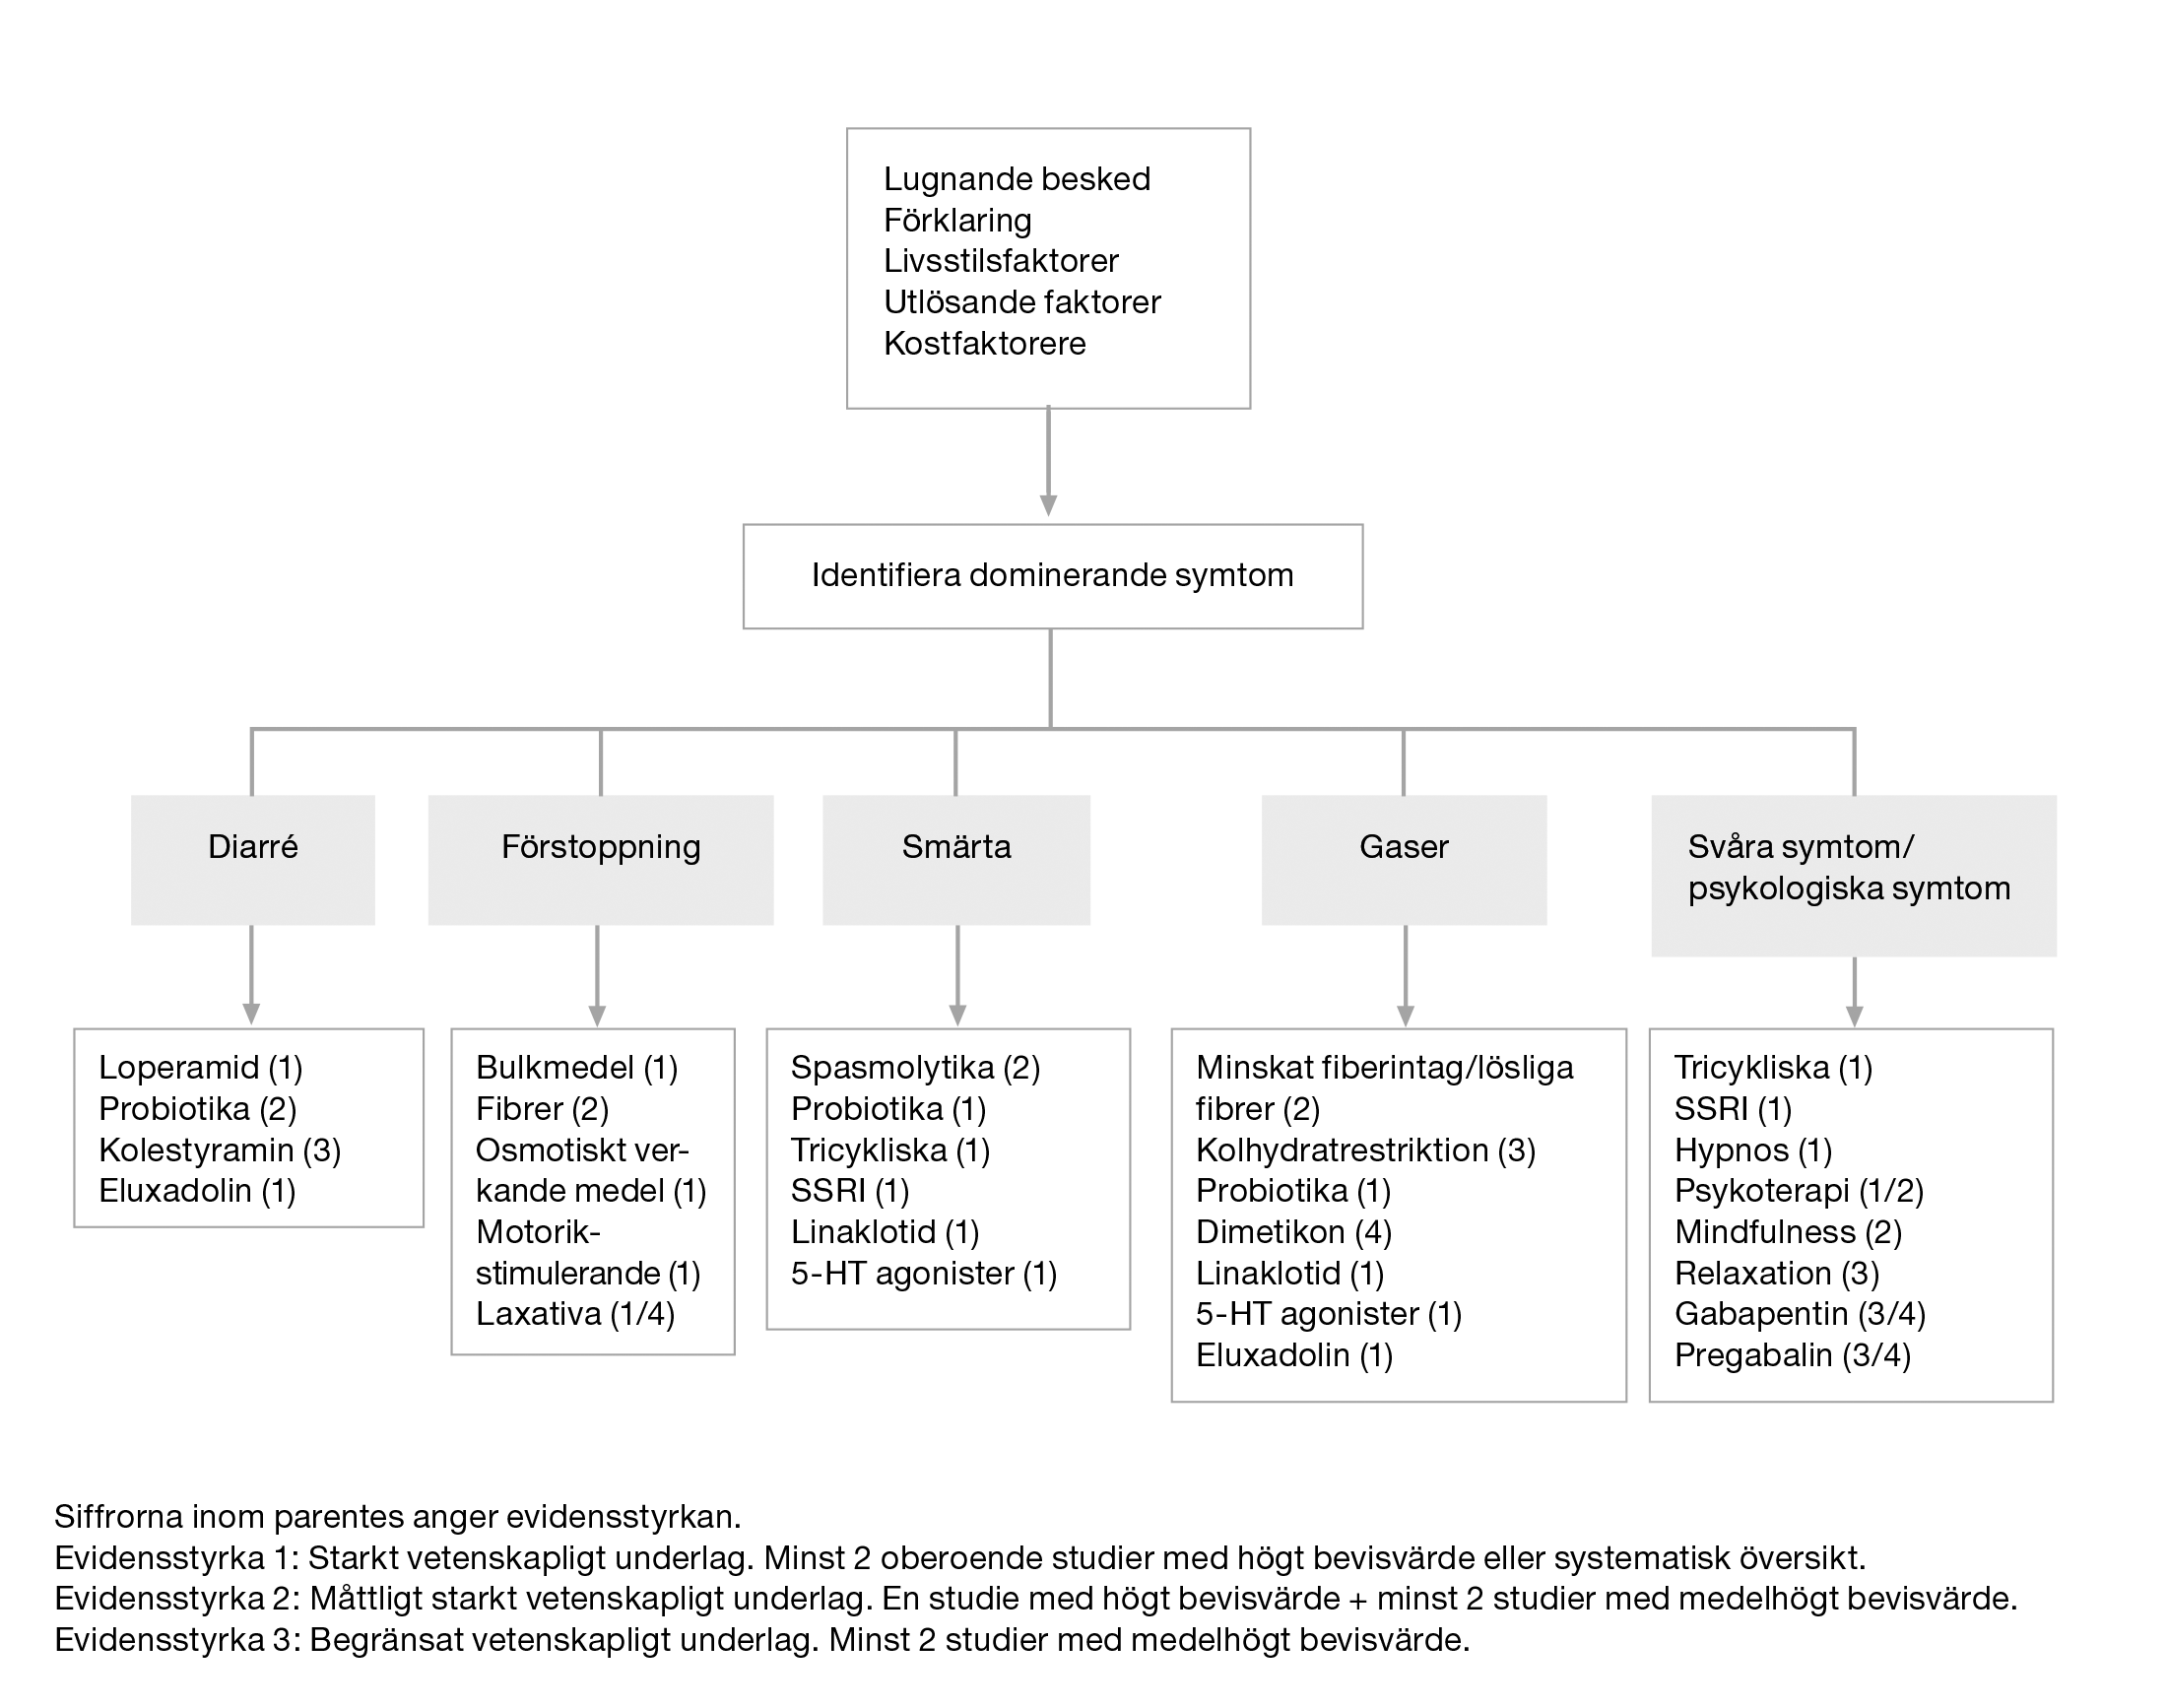 Lugnande besked
Förklaring
Livsstilsfaktorer
Utlösande faktorer
Kostfaktorere
Identifiera dominerande symtom
Diarré
Förstoppning
Smärta
Gaser
Svåra symtom/
psykologiska symtom
Loperamid (1)
Probiotika (2)
Kolestyramin (3)
Eluxadolin (1)
Bulkmedel (1)
Fibrer (2)
Osmotiskt ver-
kande medel (1)
Motorik-
stimulerande (1)
Laxativa (1/4)
Spasmolytika (2)
Probiotika (1)
Tricykliska (1)
SSRI (1)
Linaklotid (1)
5-HT agonister (1)
Minskat fiberintag/lösliga
fibrer (2)
Kolhydratrestriktion (3)
Probiotika (1)
Dimetikon (4)
Linaklotid (1)
5-HT agonister (1)
Eluxadolin (1)
Tricykliska (1)
SSRI (1)
Hypnos (1)
Psykoterapi (1/2)
Mindfulness (2)
Relaxation (3)
Gabapentin (3/4)
Pregabalin (3/4)
Siffrorna inom parentes anger evidensstyrkan.
Evidensstyrka 1: Starkt vetenskapligt underlag. Minst 2 oberoende studier med högt bevisvärde eller systematisk översikt.
Evidensstyrka 2: Måttligt starkt vetenskapligt underlag. En studie med högt bevisvärde + minst 2 studier med medelhögt bevisvärde.
Evidensstyrka 3: Begränsat vetenskapligt underlag. Minst 2 studier med medelhögt bevisvärde.